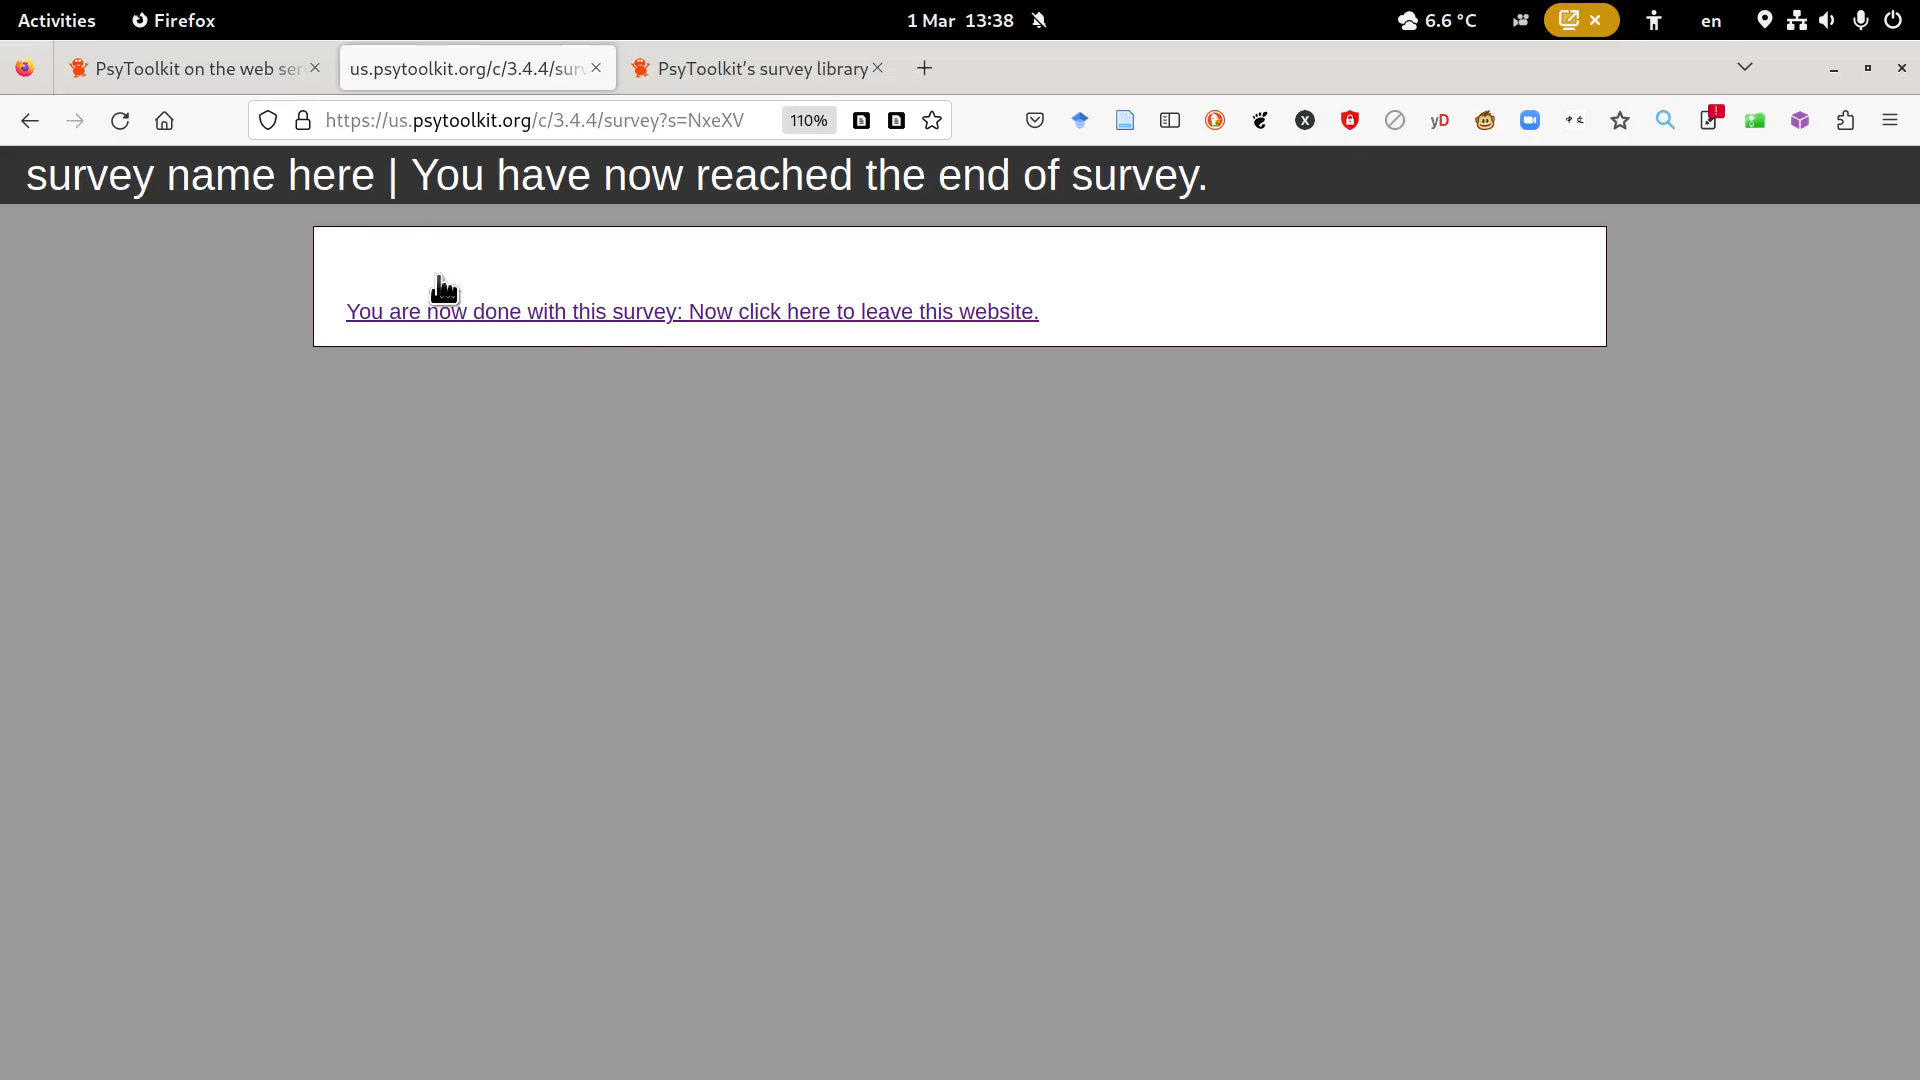 Activities Firefox 1 Mar 13:38 6.6 °C en
PsyToolkit on the web ser us.psytoolkit.org/c/3.4.4/surv PsyToolkit's survey library
https://us.psytoolkit.org/c/3.4.4/survey?s=NxeXV 110% yD
survey name here | You have now reached the end of survey.
You are now done with this survey: Now click here to leave this website.